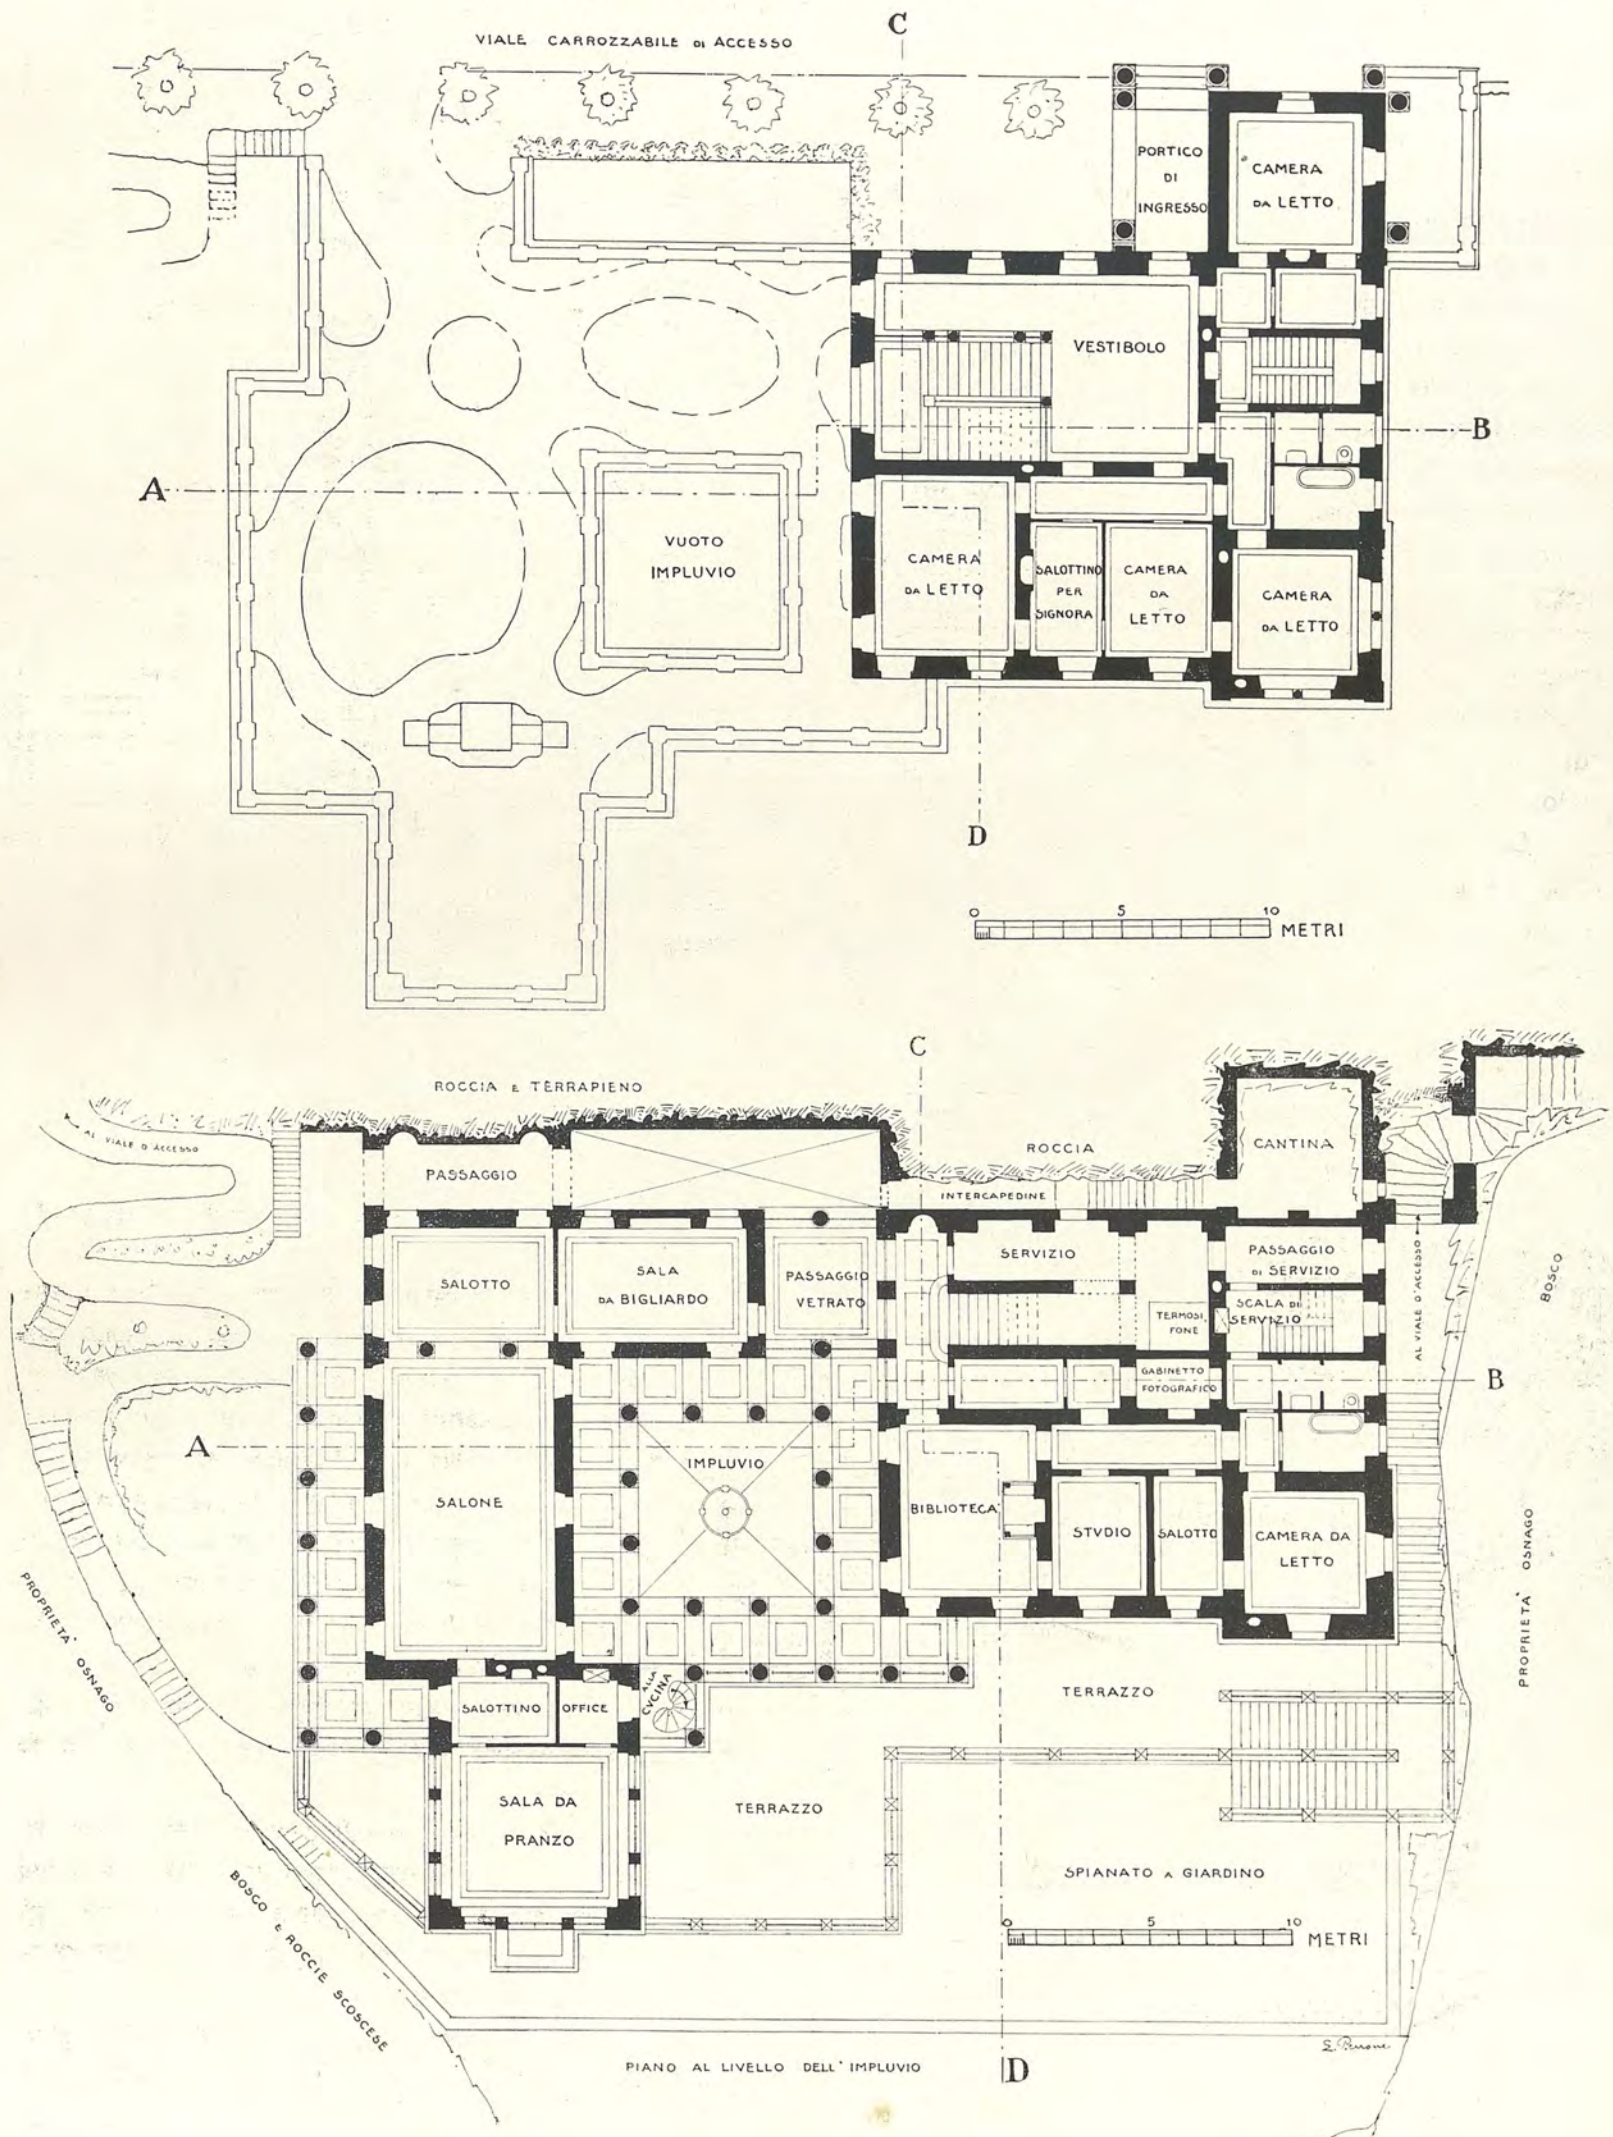 C
VIALE CARROZZABILE DI ACCESSO
PORTICO
DI
INGRESSO
CAMERA
DA LETTO
VESTIBOLO
B
A
VUOTO
IMPLUVIO
CAMERA
DA LETTO
SALOTTINO
PER
SIGNORA
CAMERA
DA
LETTO
CAMERA
DA LETTO
D
0 5 10
METRI
C
ROCCIA E TERRAPIENO
AL VIALE D'ACCESSO
PASSAGGIO
ROCCIA
CANTINA
INTERCAPEDINE
SALOTTO
SALA
DA BIGLIARDO
PASSAGGIO
VETRATO
SERVIZIO
PASSAGGIO
DI SERVIZIO
TERMOSI
FONE
SCALA DI
SERVIZIO
AL VIALE D'ACCESSO
BOSCO
GABINETTO
FOTOGRAFICO
B
A
SALONE
IMPLUVIO
BIBLIOTECA
STVDIO
SALOTTO
CAMERA DA
LETTO
PROPRIETA' OSNAGO
PROPRIETA' OSNAGO
SALOTTINO
OFFICE
ALLA
CVCINA
TERRAZZO
SALA DA
PRANZO
TERRAZZO
SPIANATO A GIARDINO
0 5 10
METRI
BOSCO E ROCCIE SCOSCESE
PIANO AL LIVELLO DELL' IMPLUVIO
D